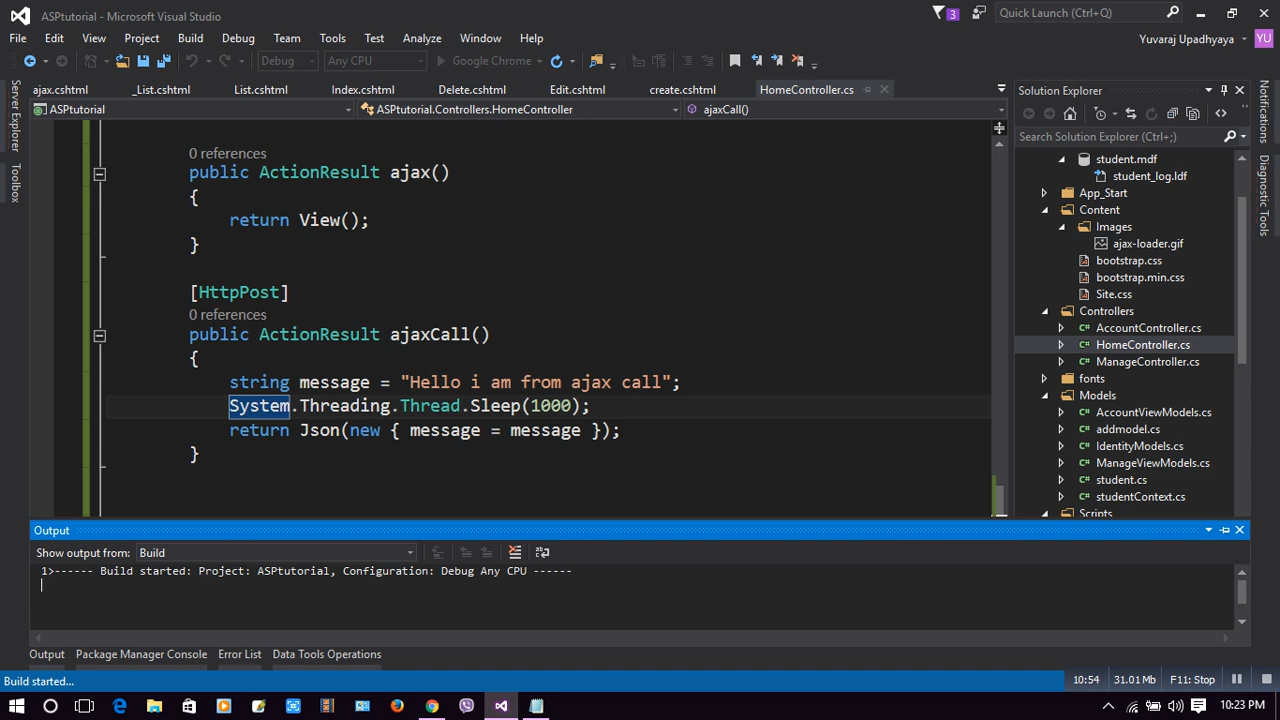 ASPtutorial - Microsoft Visual Studio
3
Quick Launch (Ctrl+Q)
File Edit View Project Build Debug Team Tools Test Analyze Window Help
Yuvaraj Upadhyaya
YU
Debug
Any CPU
Google Chrome
ajax.cshtml _List.cshtml List.cshtml Index.cshtml Delete.cshtml Edit.cshtml create.cshtml HomeController.cs
Solution Explorer
ASPtutorial
ASPtutorial.Controllers.HomeController
ajaxCall()
Search Solution Explorer (Ctrl+;)
Server Explorer
Toolbox
Notifications
Diagnostic Tools
0 references
public ActionResult ajax()
{
return View();
}
[HttpPost]
0 references
public ActionResult ajaxCall()
{
string message = "Hello i am from ajax call";
System.Threading.Thread.Sleep(1000);
return Json(new { message = message });
}
student.mdf
student_log.ldf
App_Start
Content
Images
ajax-loader.gif
bootstrap.css
bootstrap.min.css
Site.css
Controllers
AccountController.cs
HomeController.cs
ManageController.cs
fonts
Models
AccountViewModels.cs
addmodel.cs
IdentityModels.cs
ManageViewModels.cs
student.cs
studentContext.cs
Scripts
Output
Show output from: Build
1>------ Build started: Project: ASPtutorial, Configuration: Debug Any CPU ------
Output Package Manager Console Error List Data Tools Operations
Build started...
10:54
31.01 Mb
F11: Stop
10:23 PM